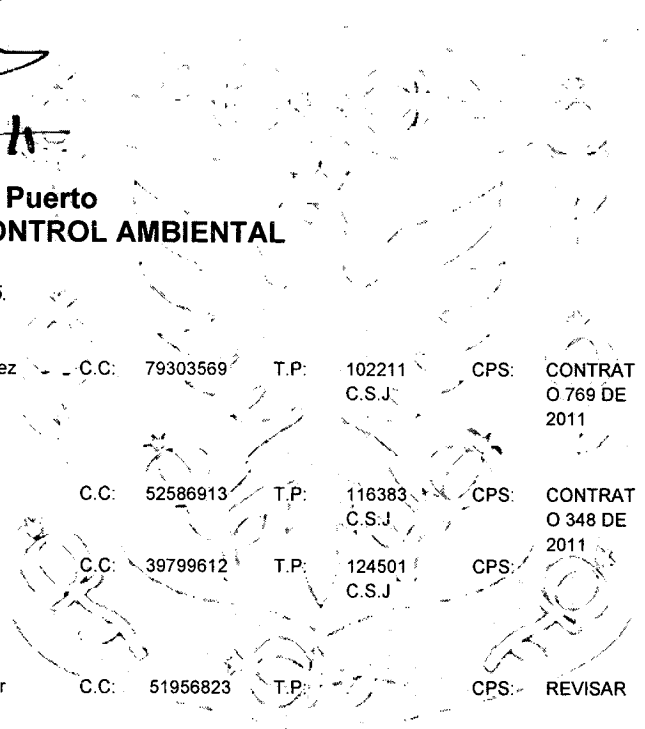 Puerto
ONTROL AMBIENTAL
ez C.C: 79303569 T.P: 102211 CPS: CONTRAT
C.S.J O 769 DE
2011
C.C: 52586913 T.P: 116383 CPS: CONTRAT
C.S.J O 348 DE
2011
C.C: 39799612 T.P: 124501 CPS:
C.S.J
r C.C: 51956823 T.P: CPS: REVISAR